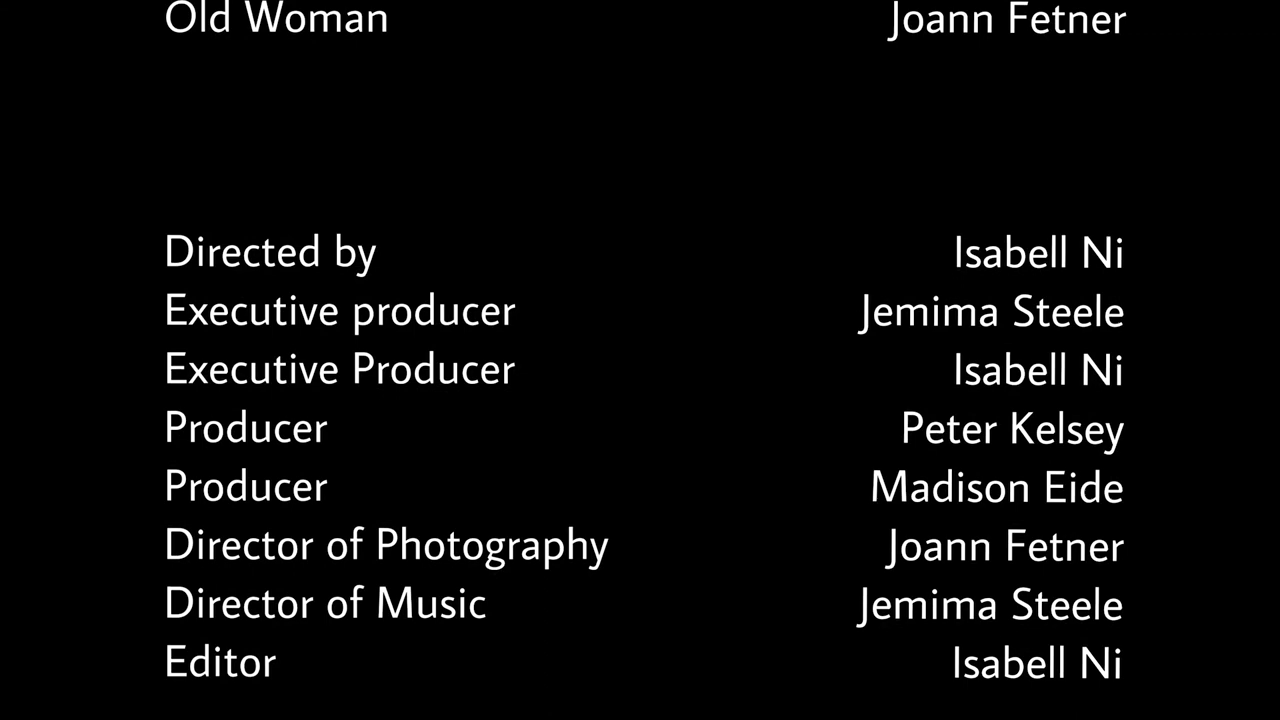 Old Woman Joann Fetner
Directed by Isabell Ni
Executive producer Jemima Steele
Executive Producer Isabell Ni
Producer Peter Kelsey
Producer Madison Eide
Director of Photography Joann Fetner
Director of Music Jemima Steele
Editor Isabell Ni